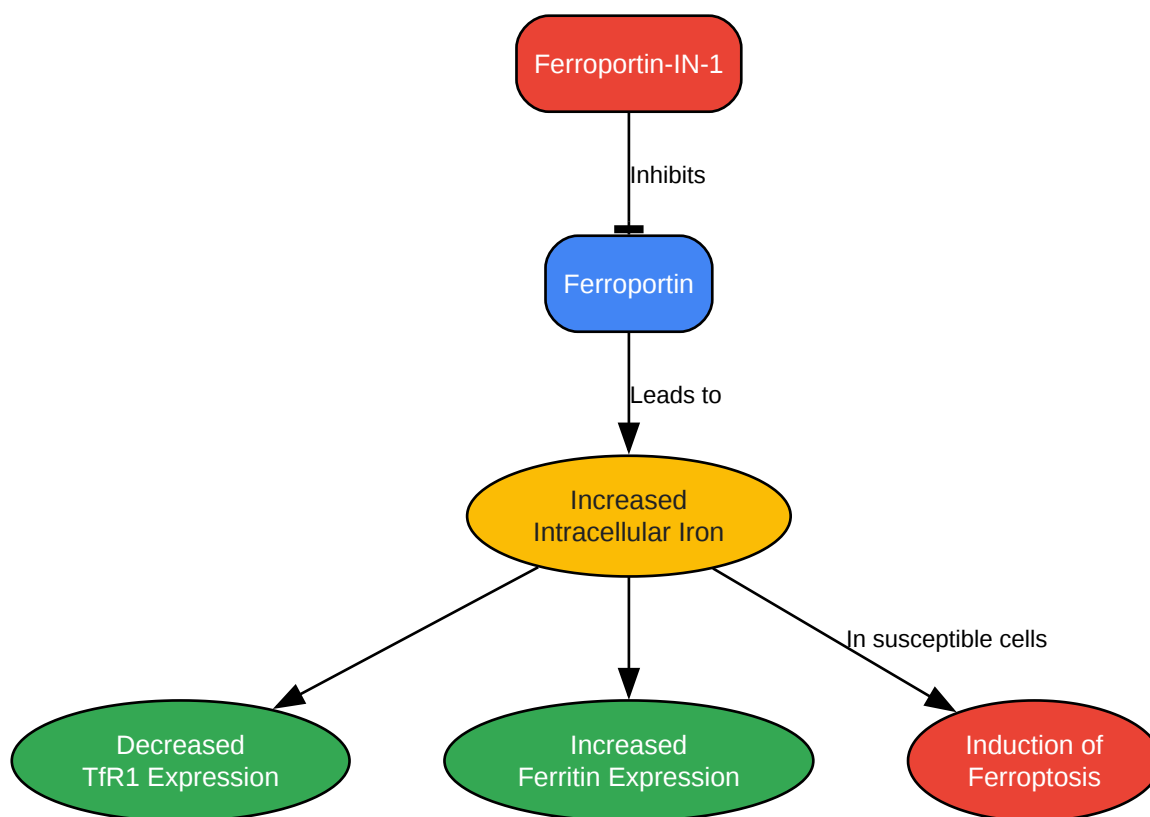 Ferroportin-IN-1
Inhibits
Ferroportin
Leads to
Increased
Intracellular Iron
In susceptible cells
Decreased
TfR1 Expression
Increased
Ferritin Expression
Induction of
Ferroptosis